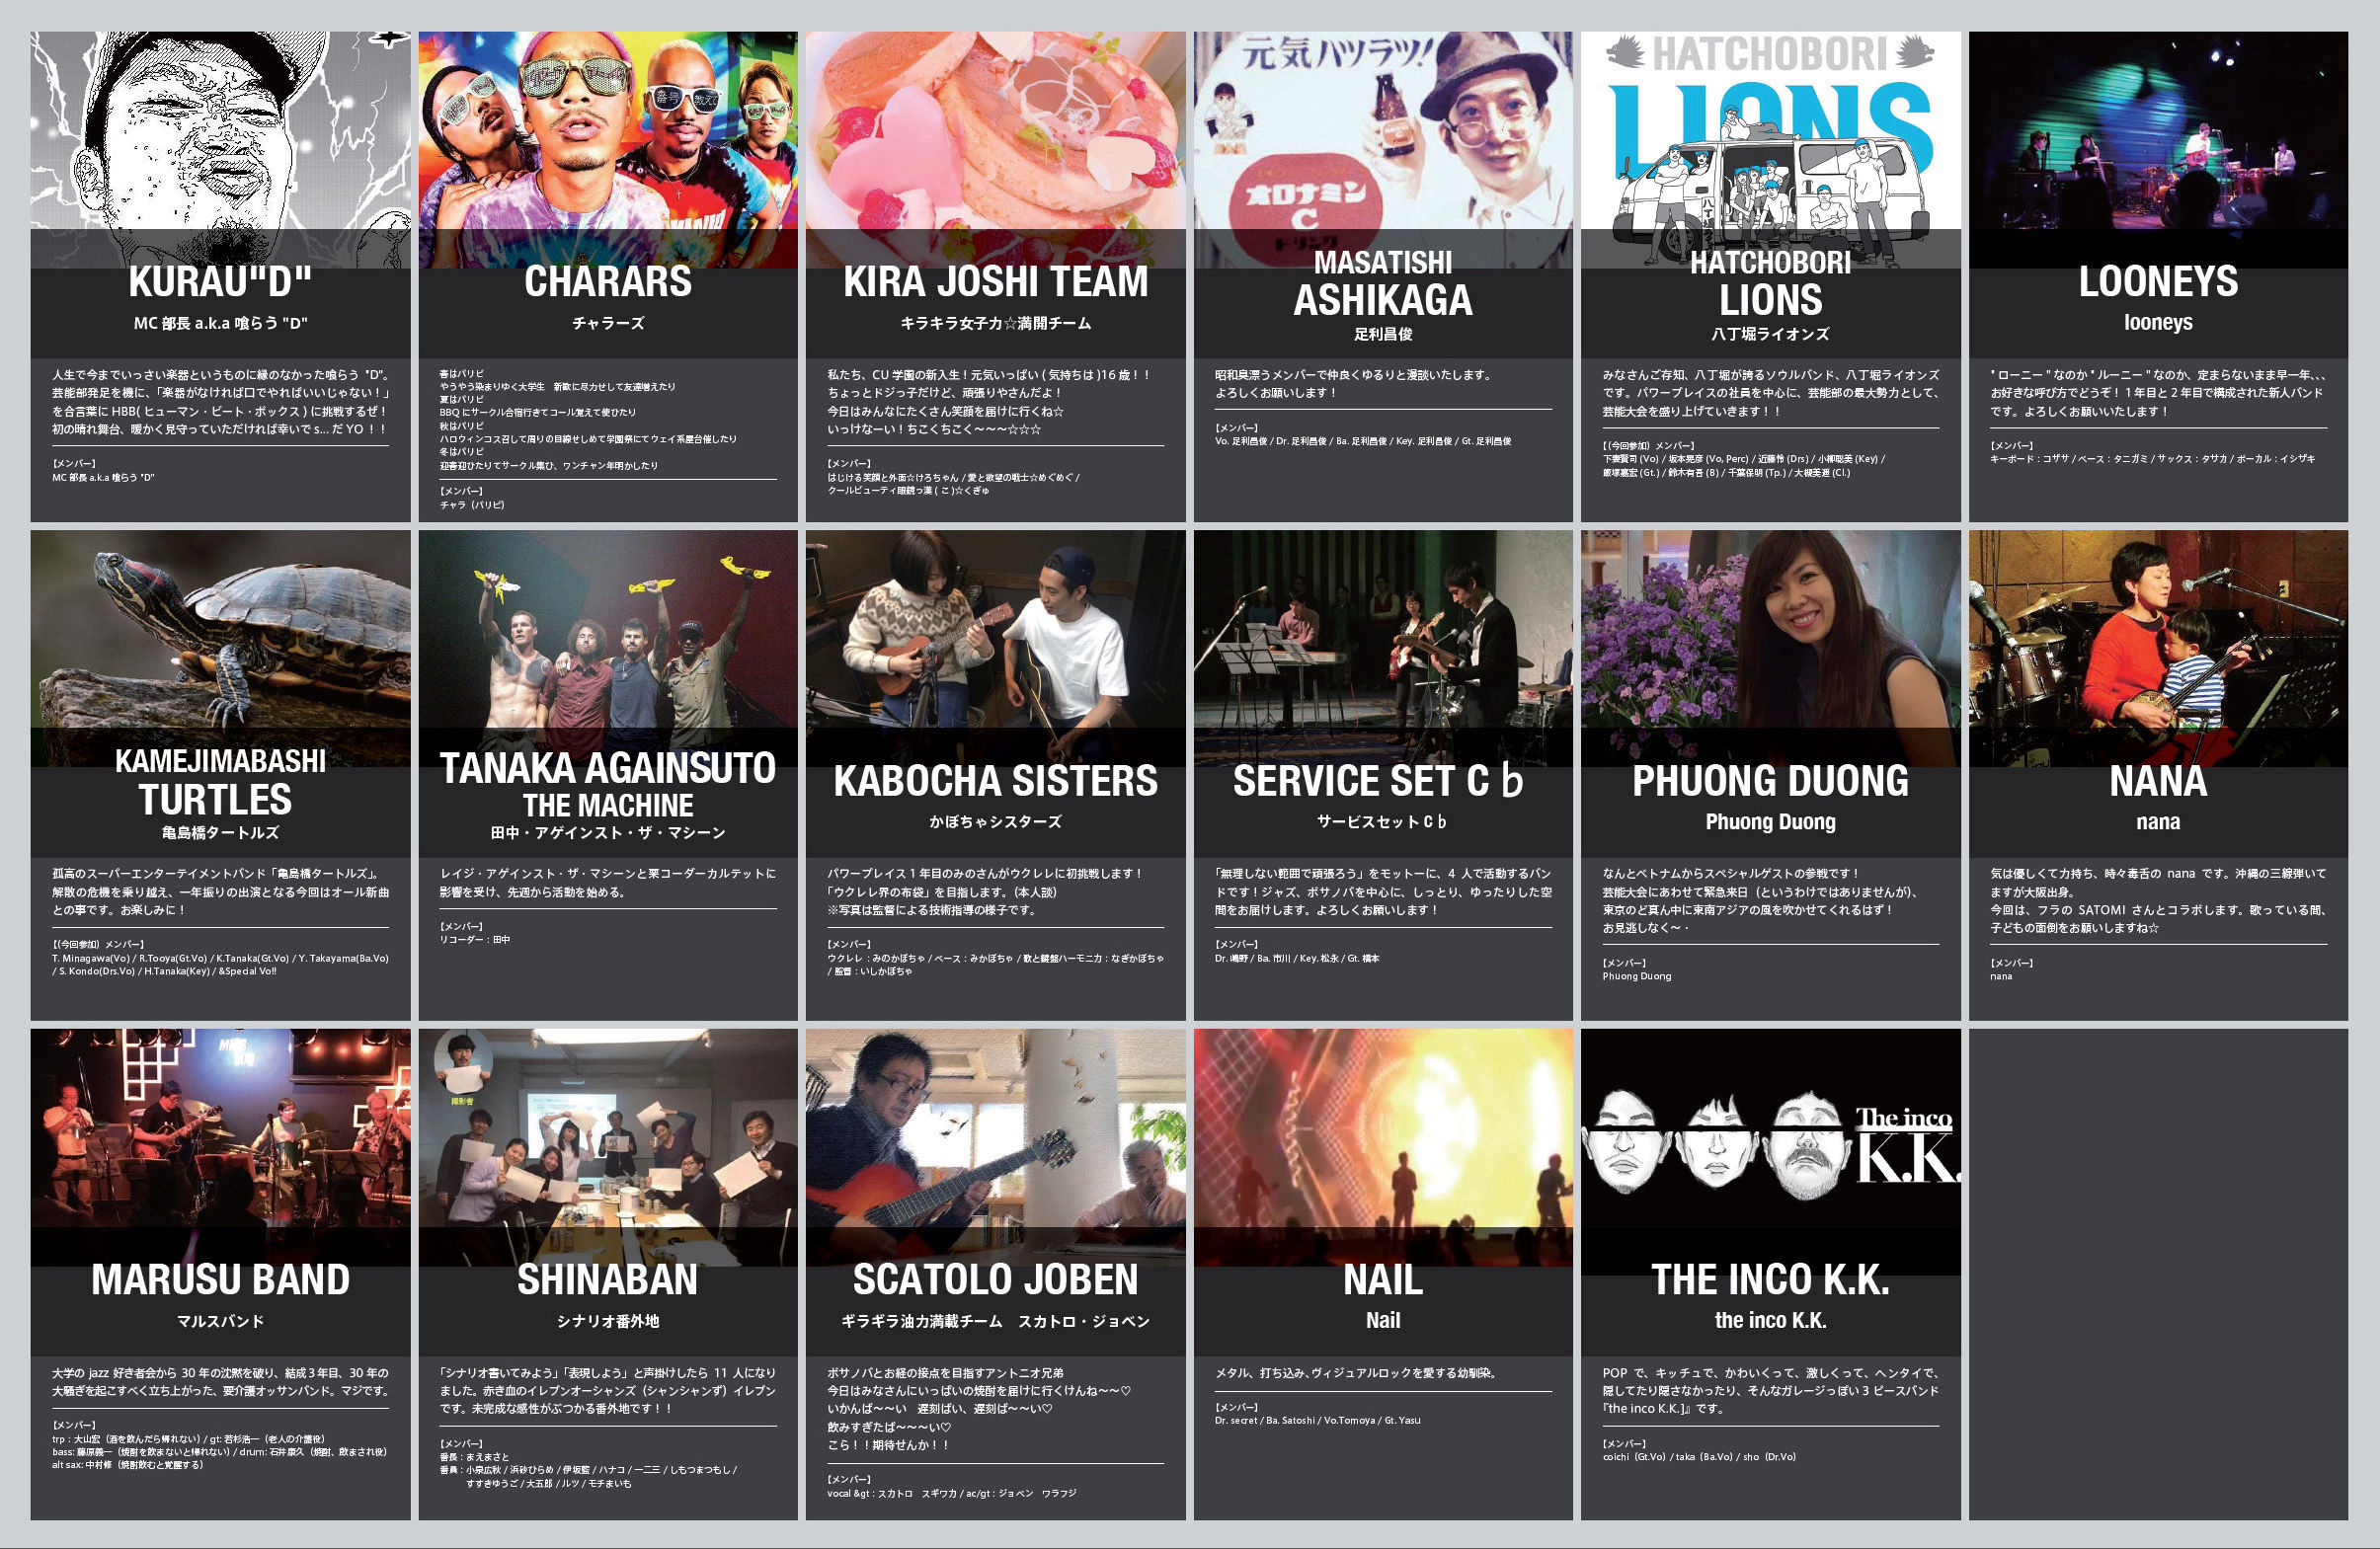 KURAU"D"
MC 部長 a.k.a 喰らう "D"
人生で今までいっさい楽器というものに縁のなかった喰らう "D"。
芸能部発足を機に、「楽器がなければ口でやればいいじゃない！」
を合言葉に HBB( ヒューマン・ビート・ボックス ) に挑戦するぜ！
初の晴れ舞台、暖かく見守っていただければ幸いで s... だ YO ！！
【メンバー】
MC 部長 a.k.a 喰らう "D"
番号 教えて
CHARARS
チャラーズ
春はパリピ
やうやう染まりゆく大学生　新歓に尽力せして友達増えたり
夏はパリピ
BBQ にサークル合宿行きてコール覚えて使ひたり
秋はパリピ
ハロウィンコス召して周りの目線せしめて学園祭にてウェイ系屋台催したり
冬はパリピ
迎春迎ひたりてサークル集ひ、ワンチャン年明かしたり
【メンバー】
チャラ（パリピ）
KIRA JOSHI TEAM
キラキラ女子力☆満開チーム
私たち、CU 学園の新入生！元気いっぱい ( 気持ちは )16 歳！！
ちょっとドジっ子だけど、頑張りやさんだよ！
今日はみんなにたくさん笑顔を届けに行くね☆
いっけなーい！ちこくちこく〜〜〜☆☆☆
【メンバー】
はじける笑顔と外面☆けろちゃん / 愛と欲望の戦士☆めぐめぐ /
クールビューティ眼鏡っ漢 ( こ )☆くぎゅ
元気ハツラツ！
オロナミン
C
ドリンク
MASATISHI
ASHIKAGA
足利昌俊
昭和臭漂うメンバーで仲良くゆるりと漫談いたします。
よろしくお願いします！
【メンバー】
Vo. 足利昌俊 / Dr. 足利昌俊 / Ba. 足利昌俊 / Key. 足利昌俊 / Gt. 足利昌俊
HATCHOBORI
LIONS
HATCHOBORI
LIONS
八丁堀ライオンズ
みなさんご存知、八丁堀が誇るソウルバンド、八丁堀ライオンズ
です。パワープレイスの社員を中心に、芸能部の最大勢力として、
芸能大会を盛り上げていきます！！
【（今回参加）メンバー】
下妻賢司 (Vo) / 坂本晃彦 (Vo, Perc) / 近藤怜 (Drs) / 小柳聡美 (Key) /
飯塚嘉宏 (Gt.) / 鈴木有吾 (B) / 千葉保明 (Tp.) / 大槻美遊 (Cl.)
LOONEYS
looneys
" ローニー " なのか " ルーニー " なのか、定まらないまま早一年､､､
お好きな呼び方でどうぞ！ 1 年目と 2 年目で構成された新人バンド
です。よろしくお願いいたします！
【メンバー】
キーボード：コザサ / ベース：タニガミ / サックス：タサカ / ボーカル：イシザキ
KAMEJIMABASHI
TURTLES
亀島橋タートルズ
孤高のスーパーエンターテイメントバンド「亀島橋タートルズ」。
解散の危機を乗り越え、一年振りの出演となる今回はオール新曲
との事です。お楽しみに！
【（今回参加）メンバー】
T. Minagawa(Vo) / R.Tooya(Gt.Vo) / K.Tanaka(Gt.Vo) / Y. Takayama(Ba.Vo)
/ S. Kondo(Drs.Vo) / H.Tanaka(Key) / &Special Vo!!
TANAKA AGAINSUTO
THE MACHINE
田中・アゲインスト・ザ・マシーン
レイジ・アゲインスト・ザ・マシーンと栗コーダーカルテットに
影響を受け、先週から活動を始める。
【メンバー】
リコーダー：田中
KABOCHA SISTERS
かぼちゃシスターズ
パワープレイス 1 年目のみのさんがウクレレに初挑戦します！
「ウクレレ界の布袋」を目指します。（本人談）
※写真は監督による技術指導の様子です。
【メンバー】
ウクレレ：みのかぼちゃ / ベース：みかぼちゃ / 歌と鍵盤ハーモニカ：なぎかぼちゃ
/ 監督：いしかぼちゃ
SERVICE SET C♭
サービスセット C♭
「無理しない範囲で頑張ろう」をモットーに、4 人で活動するバン
ドです！ジャズ、ボサノバを中心に、しっとり、ゆったりした空
間をお届けします。よろしくお願いします！
【メンバー】
Dr. 嶋野 / Ba. 市川 / Key. 松永 / Gt. 橋本
PHUONG DUONG
Phuong Duong
なんとベトナムからスペシャルゲストの参戦です！
芸能大会にあわせて緊急来日（というわけではありませんが）、
東京のど真ん中に東南アジアの風を吹かせてくれるはず！
お見逃しなく〜・
【メンバー】
Phuong Duong
NANA
nana
気は優しくて力持ち、時々毒舌の nana です。沖縄の三線弾いて
ますが大阪出身。
今回は、フラの SATOMI さんとコラボします。歌っている間、
子どもの面倒をお願いしますね☆
【メンバー】
nana
MARUSU BAND
マルスバンド
大学の jazz 好き者会から 30 年の沈黙を破り、結成 3 年目、30 年の
大騒ぎを起こすべく立ち上がった、要介護オッサンバンド。マジです。
【メンバー】
trp：大山宏（酒を飲んだら帰れない）/ gt: 若杉浩一（老人の介護役）
bass: 藤原義一（焼酎を飲まないと帰れない）/ drum: 石井康久（焼酎、飲まされ役）
alt sax: 中村修（焼酎飲むと覚醒する）
撮影者
SHINABAN
シナリオ番外地
「シナリオ書いてみよう」「表現しよう」と声掛けしたら 11 人になり
ました。赤き血のイレブンオーシャンズ（シャンシャンず）イレブン
です。未完成な感性がぶつかる番外地です！！
【メンバー】
番長：まえまさと
番員：小泉広秋 / 浜砂ひらめ / 伊坂藍 / ハナコ / 一二三 / しもつまつもし /
すすきゆうご / 大五郎 / ルツ / モチまいも
SCATOLO JOBEN
ギラギラ油力満載チーム　スカトロ・ジョベン
ボサノバとお経の接点を目指すアントニオ兄弟
今日はみなさんにいっぱいの焼酎を届けに行くけんね〜〜♡
いかんば〜〜い　遅刻ばい、遅刻ば〜〜い♡
飲みすぎたば〜〜〜い♡
こら！！期待せんか！！
【メンバー】
vocal &gt：スカトロ　スギワカ / ac/gt：ジョベン　ワラフジ
NAIL
Nail
メタル、打ち込み、ヴィジュアルロックを愛する幼馴染。
【メンバー】
Dr. secret / Ba. Satoshi / Vo.Tomoya / Gt. Yasu
The inco
K.K.
THE INCO K.K.
the inco K.K.
POP で、キッチュで、かわいくって、激しくって、ヘンタイで、
隠してたり隠さなかったり、そんなガレージっぽい 3 ピースバンド
『the inco K.K.]』です。
【メンバー】
coichi（Gt.Vo）/ taka（Ba.Vo）/ sho（Dr.Vo）